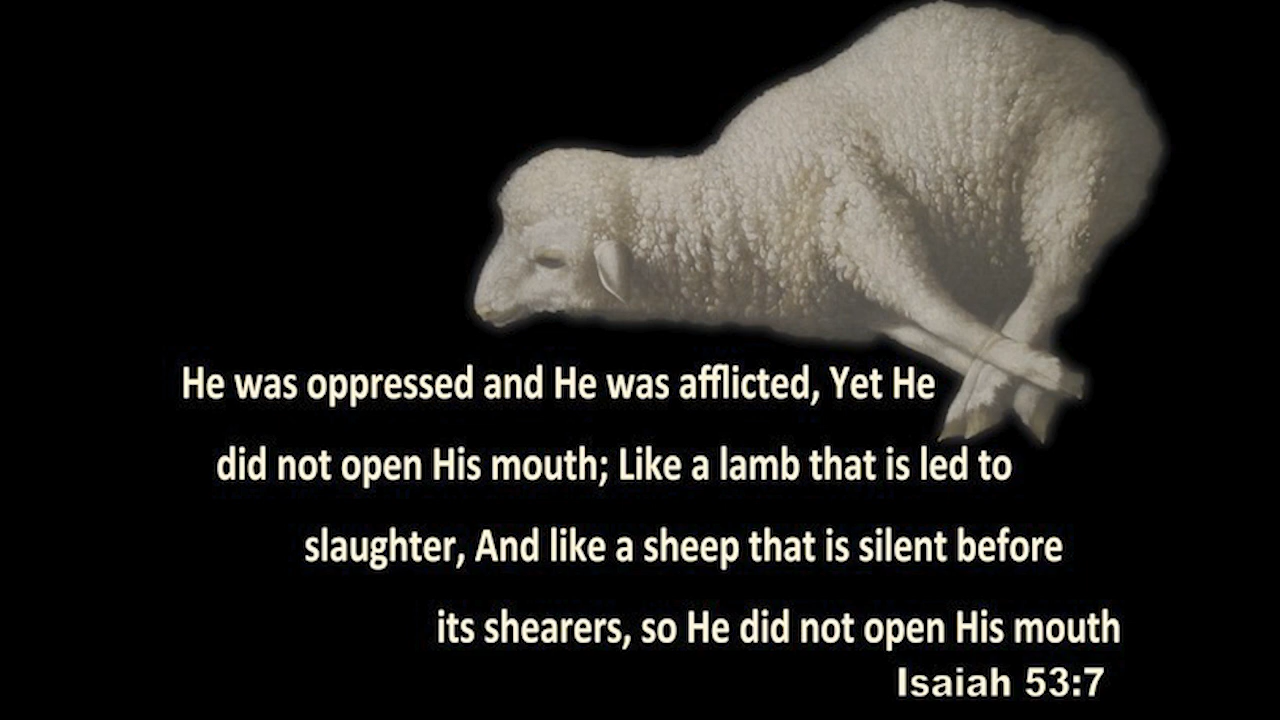 He was oppressed and He was afflicted, Yet He
did not open His mouth; Like a lamb that is led to
slaughter, And like a sheep that is silent before
its shearers, so He did not open His mouth
Isaiah 53:7